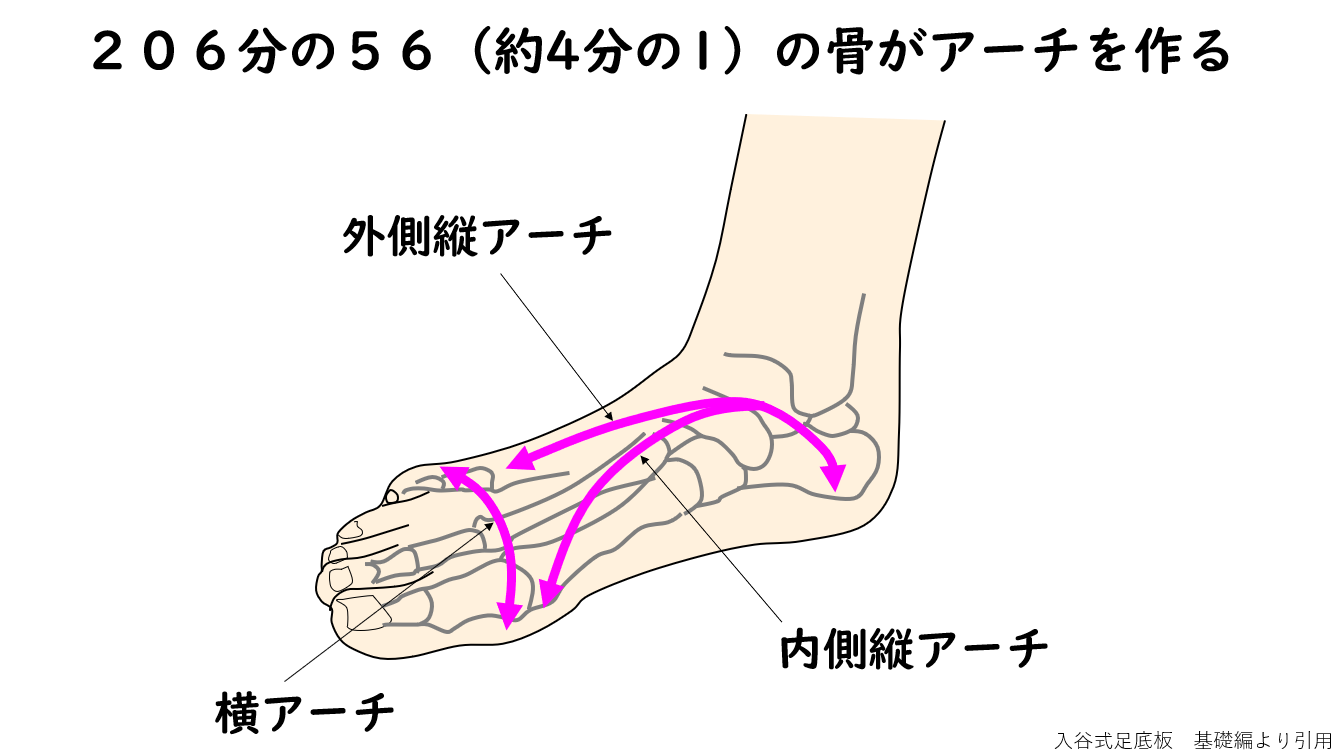 ２０６分の５６（約4分の1）の骨がアーチを作る
外側縦アーチ
内側縦アーチ
横アーチ
入谷式足底板　基礎編より引用